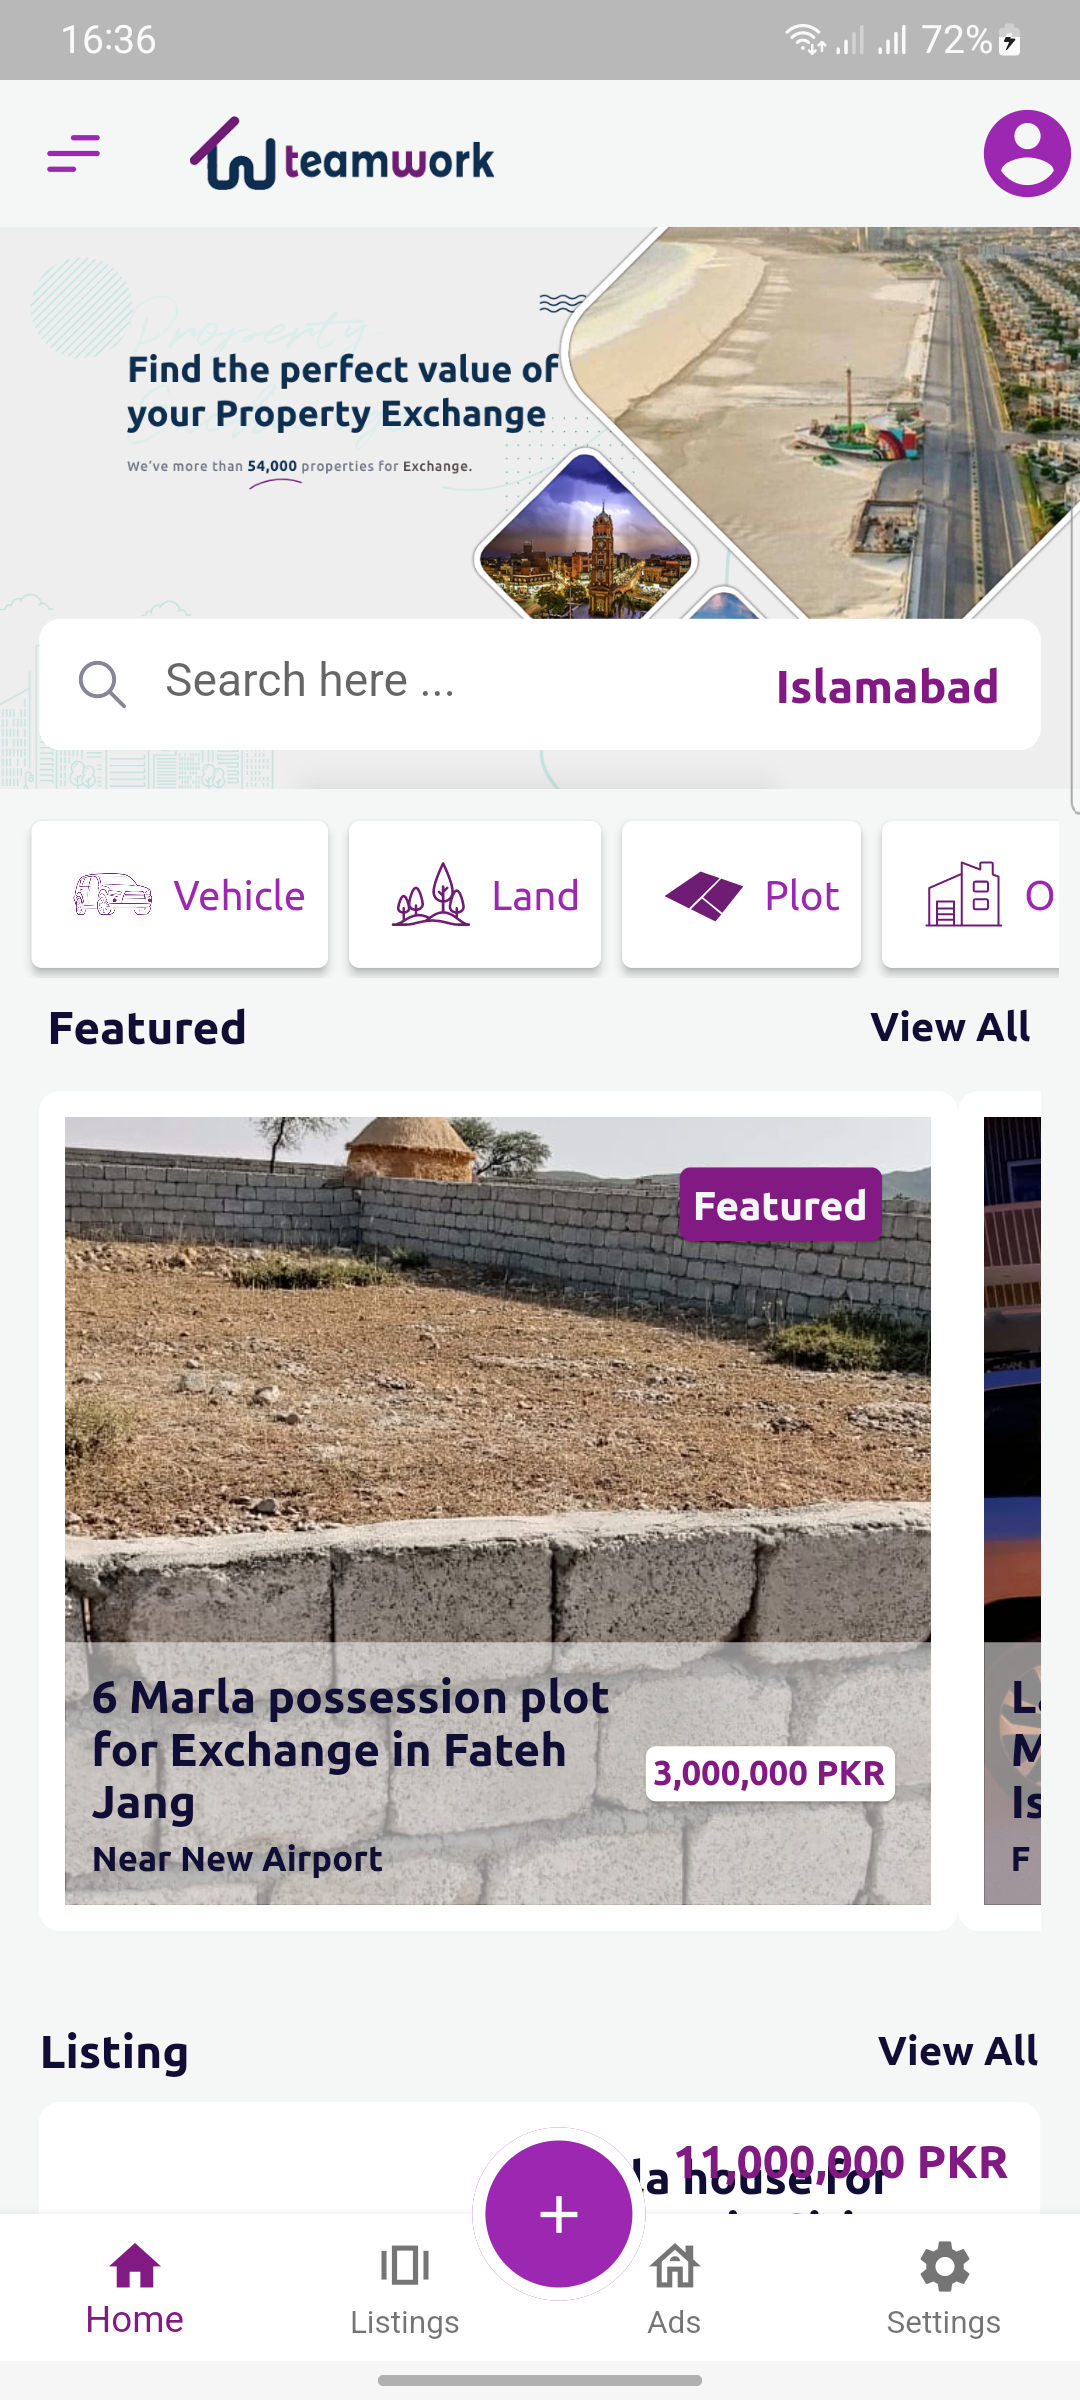 16:36
72%
teamwork
Property
Find the perfect value of
your Property Exchange
We've more than 54,000 properties for Exchange.
Search here ...
Islamabad
Vehicle
Land
Plot
O
Featured
View All
Featured
6 Marla possession plot
for Exchange in Fateh
Jang
3,000,000 PKR
Near New Airport
L
M
Is
F
Listing
View All
11,000,000 PKR
la house for
Home
Listings
Ads
Settings